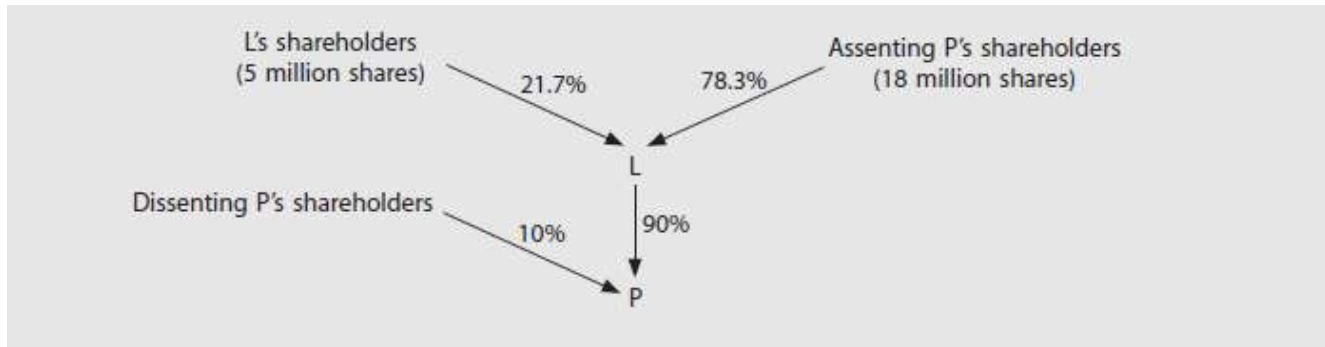 L's shareholders
(5 million shares)
Assenting P's shareholders
(18 million shares)
21.7%
78.3%
L
Dissenting P's shareholders
10%
90%
P